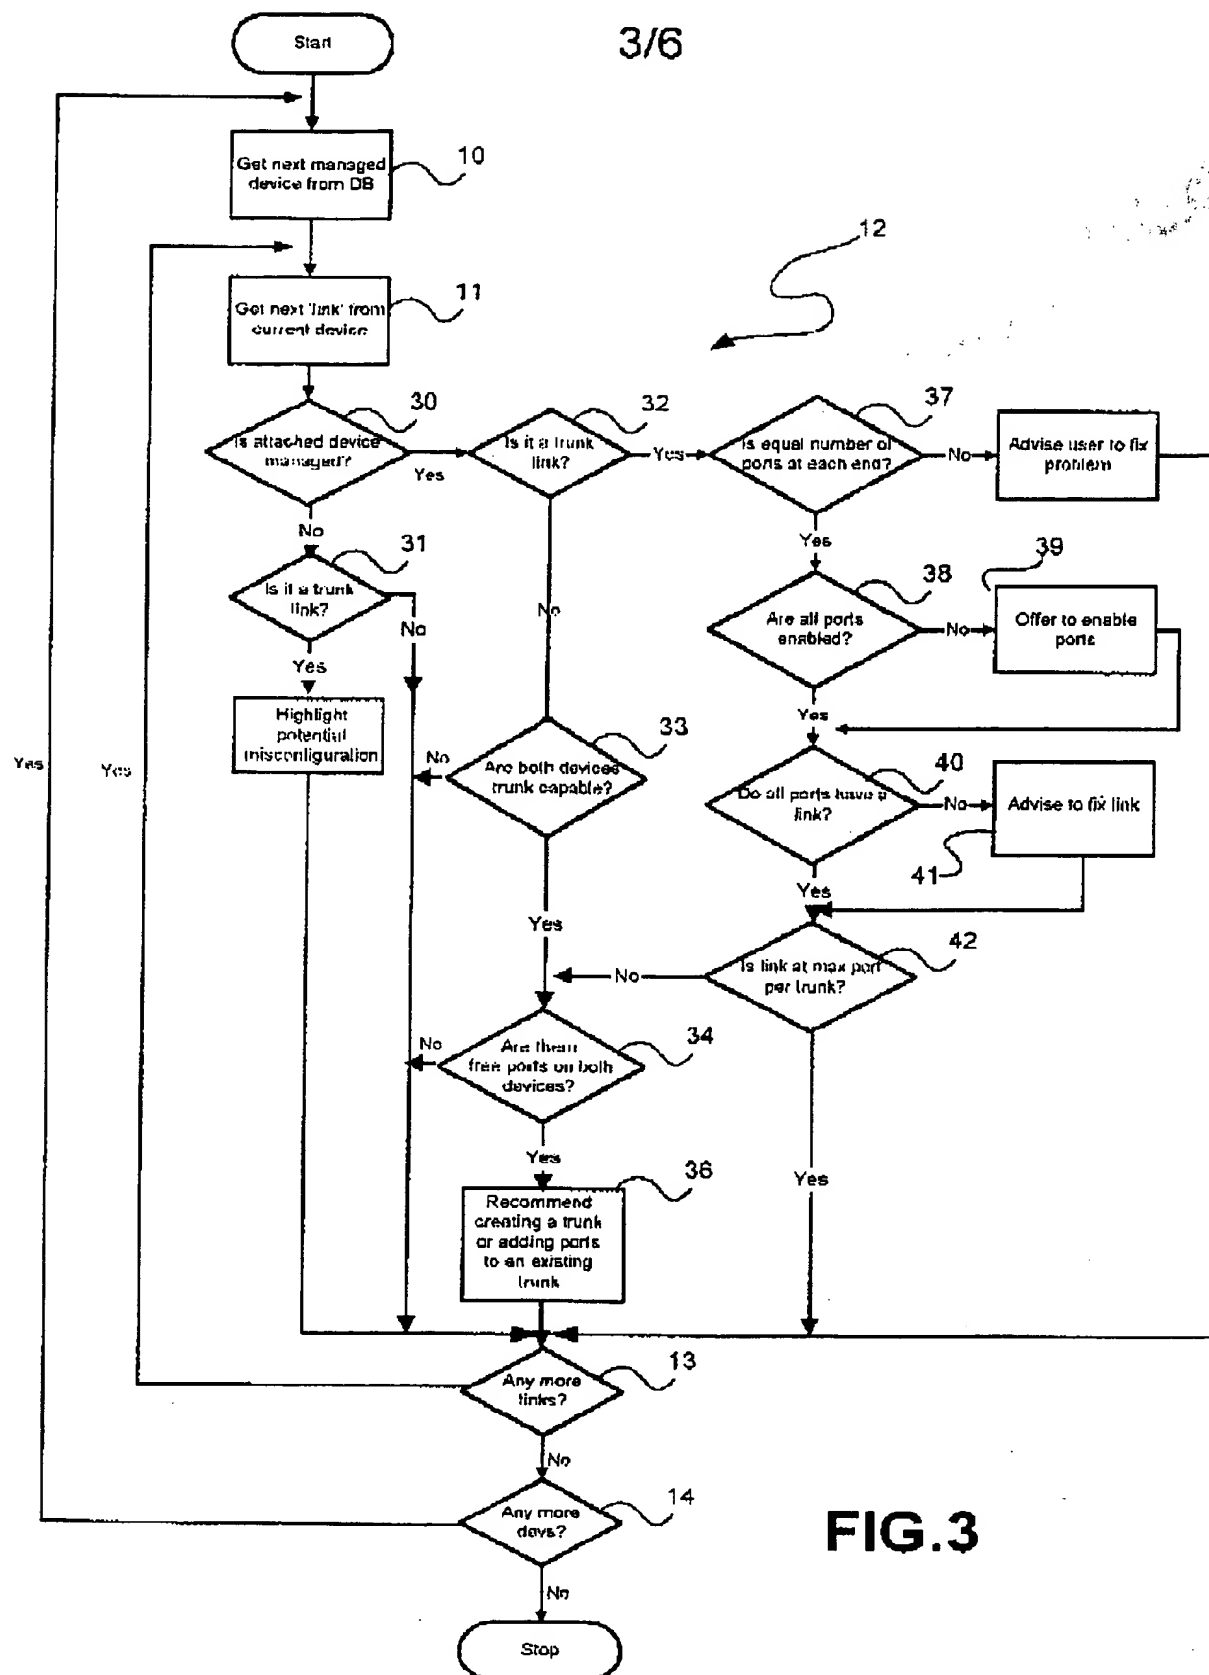 3/6
Start
Get next managed
device from DB
10
12
Get next 'link' from
current device
11
30
Is attached device
managed?
Yes
32
Is it a trunk
link?
Yes
37
Is equal number of
ports at each end?
No
Advise user to fix
problem
No
Yes
31
Is it a trunk
link?
No
Yes
No
38
Are all ports
enabled?
No
39
Offer to enable
ports
Highlight
potential
misconfiguration
Yes
33
Are both devices
trunk capable?
No
40
Do all ports have a
link?
No
Advise to fix link
41
Yes
Yes
Yes
Yes
42
Is link at max port
per trunk?
No
34
Are them
free ports on both
devices?
No
Yes
Yes
36
Recommend
creating a trunk
or adding ports
to an existing
trunk
13
Any more
links?
No
14
Any more
devs?
No
Stop
FIG.3